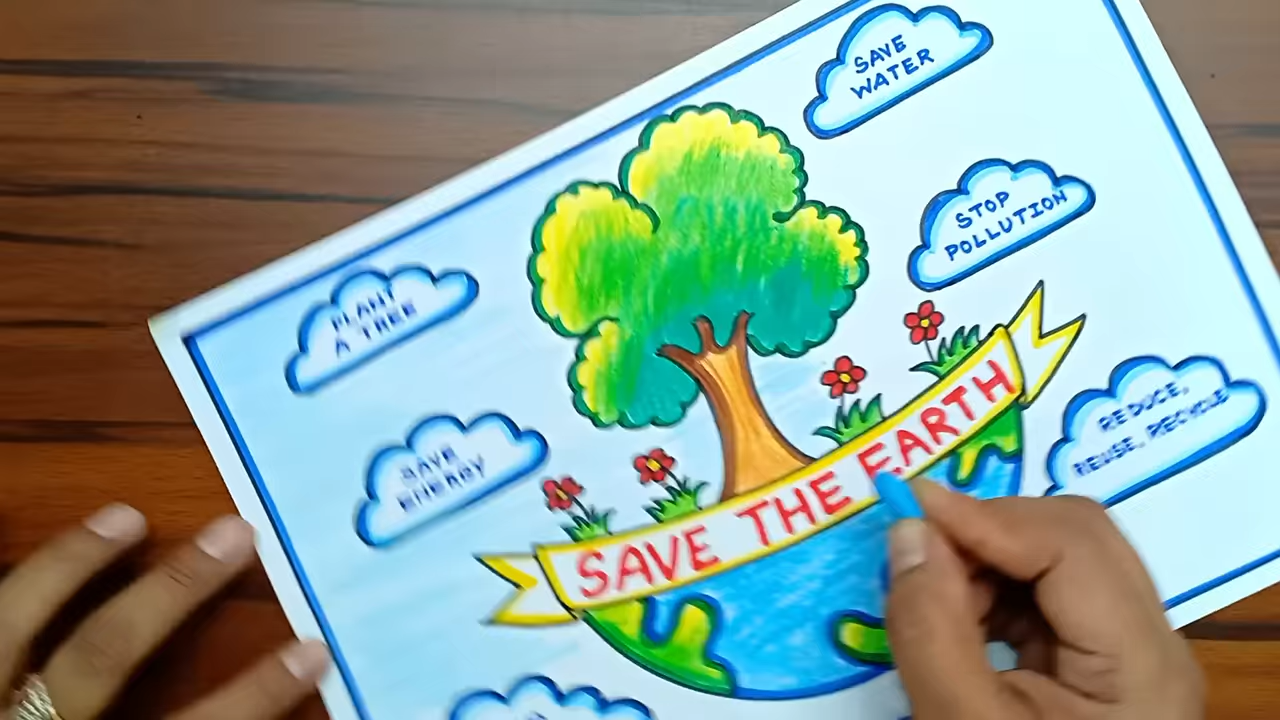 SAVE
WATER
STOP
POLLUTION
PLANT
A TREE
REDUCE,
REUSE, RECYCLE
SAVE
ENERGY
SAVE THE EARTH